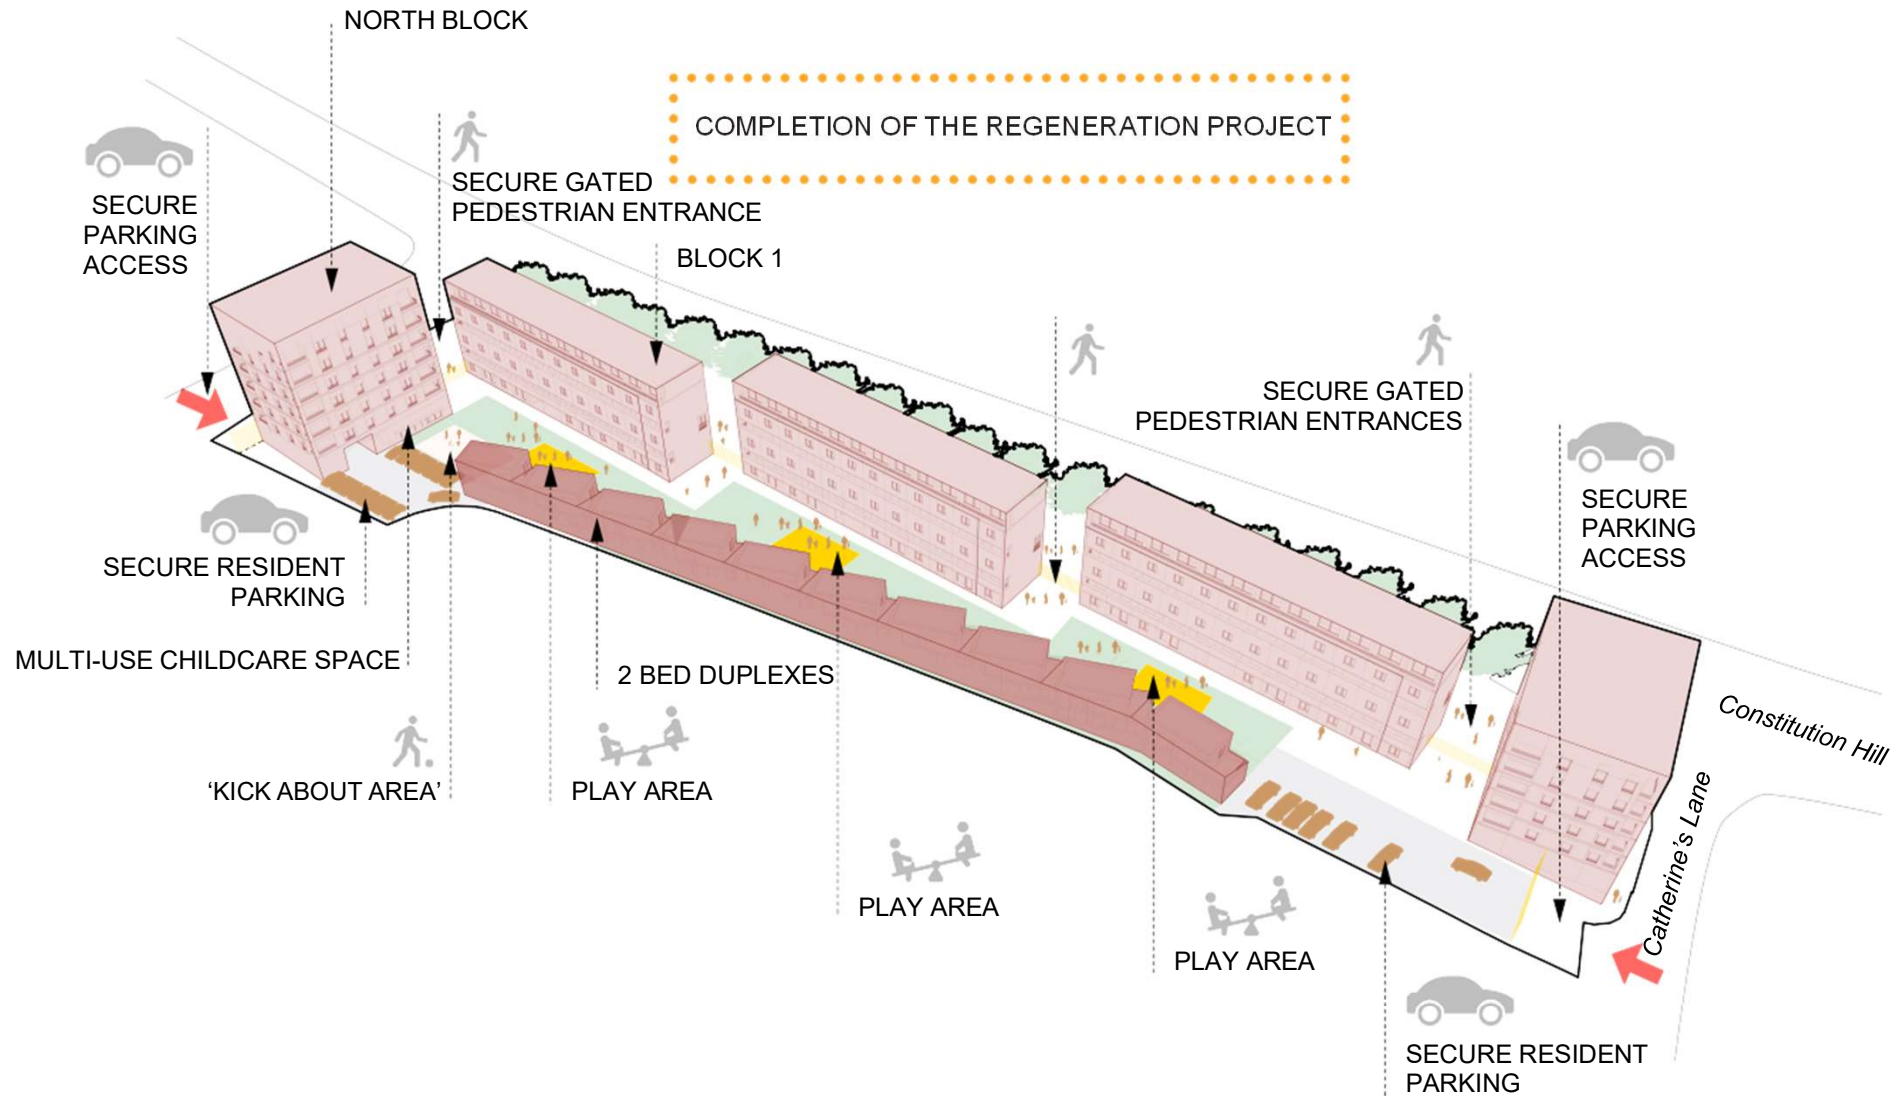 NORTH BLOCK
COMPLETION OF THE REGENERATION PROJECT
SECURE GATED
PEDESTRIAN ENTRANCE
SECURE
PARKING
ACCESS
BLOCK 1
SECURE GATED
PEDESTRIAN ENTRANCES
SECURE
PARKING
ACCESS
SECURE RESIDENT
PARKING
MULTI-USE CHILDCARE SPACE
2 BED DUPLEXES
Constitution Hill
Catherine's Lane
‘KICK ABOUT AREA’
PLAY AREA
PLAY AREA
PLAY AREA
SECURE RESIDENT
PARKING